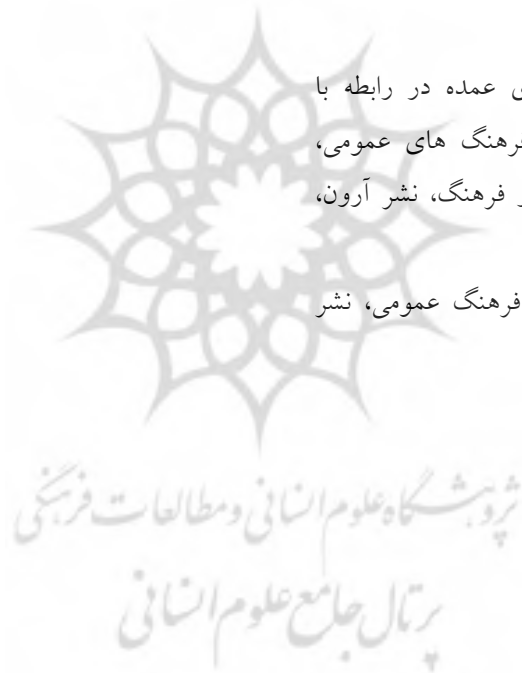 ی عمده در رابطه با
فرهنگ های عمومی،
ر فرهنگ، نشر آرون،
فرهنگ عمومی، نشر
پژوهشگاه علوم انسانی و مطالعات فرهنگی
پرتال جامع علوم انسانی